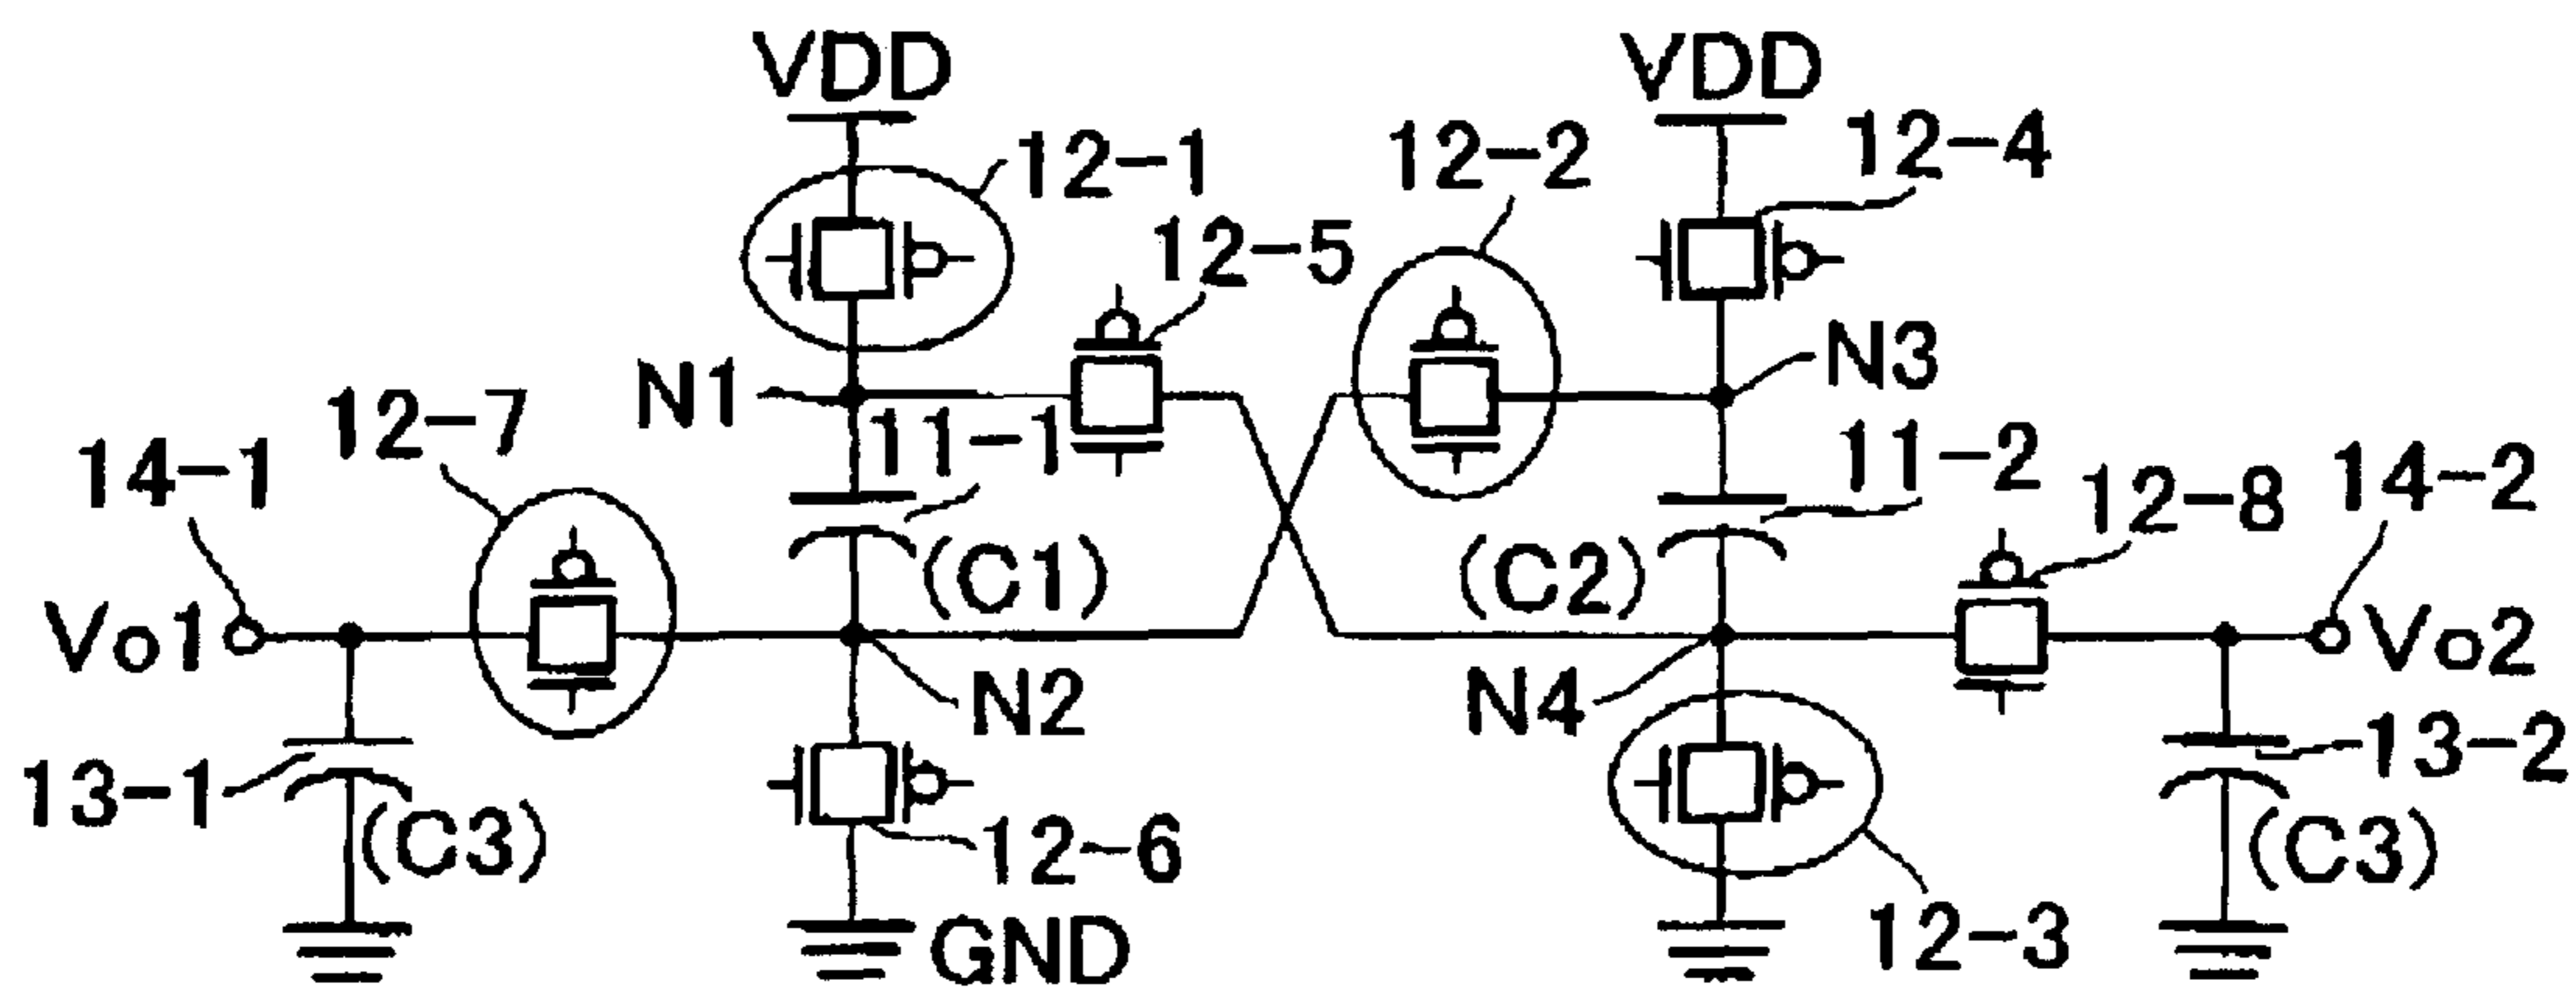 VDD
VDD
12-1
12-2
12-4
12-5
N1
N3
12-7
11-1
11-2
14-1
12-8
14-2
(C1)
(C2)
Vo1
Vo2
N2
N4
13-1
13-2
(C3)
12-6
(C3)
GND
12-3